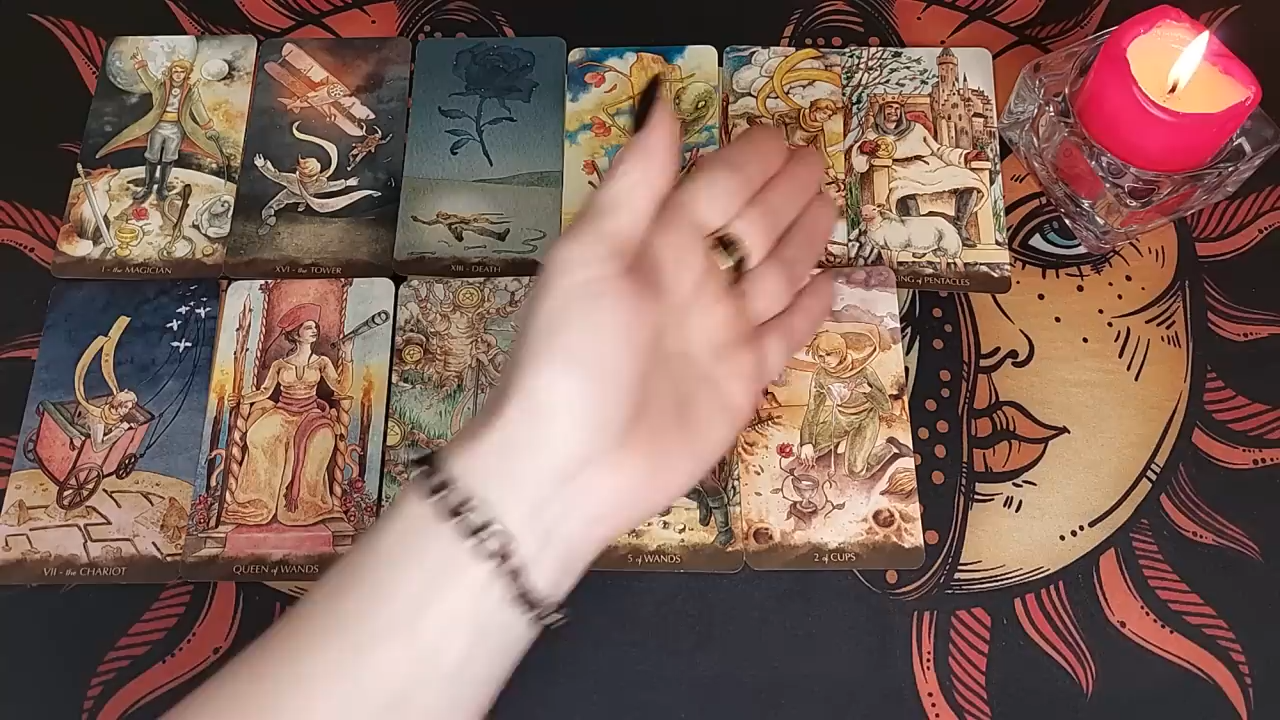 I - the MAGICIAN
XVI - the TOWER
XIII - DEATH
KING of PENTACLES
VII - the CHARIOT
QUEEN of WANDS
5 of WANDS
2 of CUPS